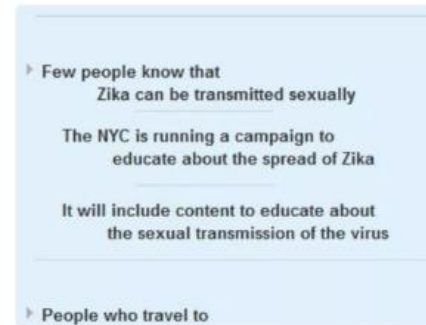 Few people know that
Zika can be transmitted sexually
The NYC is running a campaign to
educate about the spread of Zika
It will include content to educate about
the sexual transmission of the virus
People who travel to